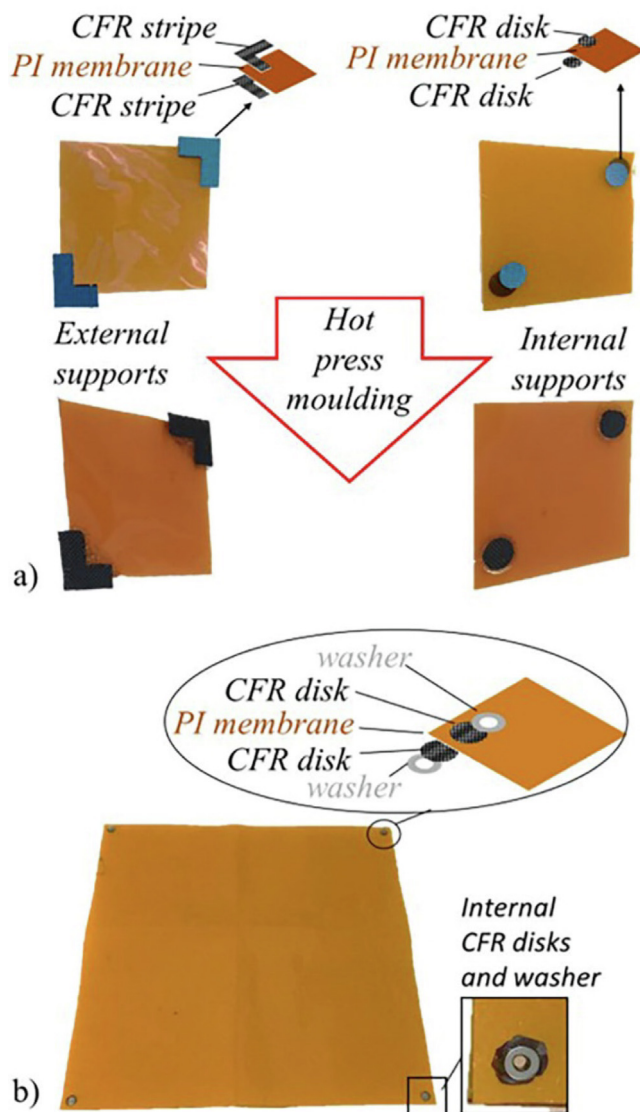 CFR stripe
PI membrane
CFR stripe
CFR disk
PI membrane
CFR disk
External
supports
Hot
press
moulding
Internal
supports
a)
washer
CFR disk
PI membrane
CFR disk
washer
Internal
CFR disks
and washer
b)